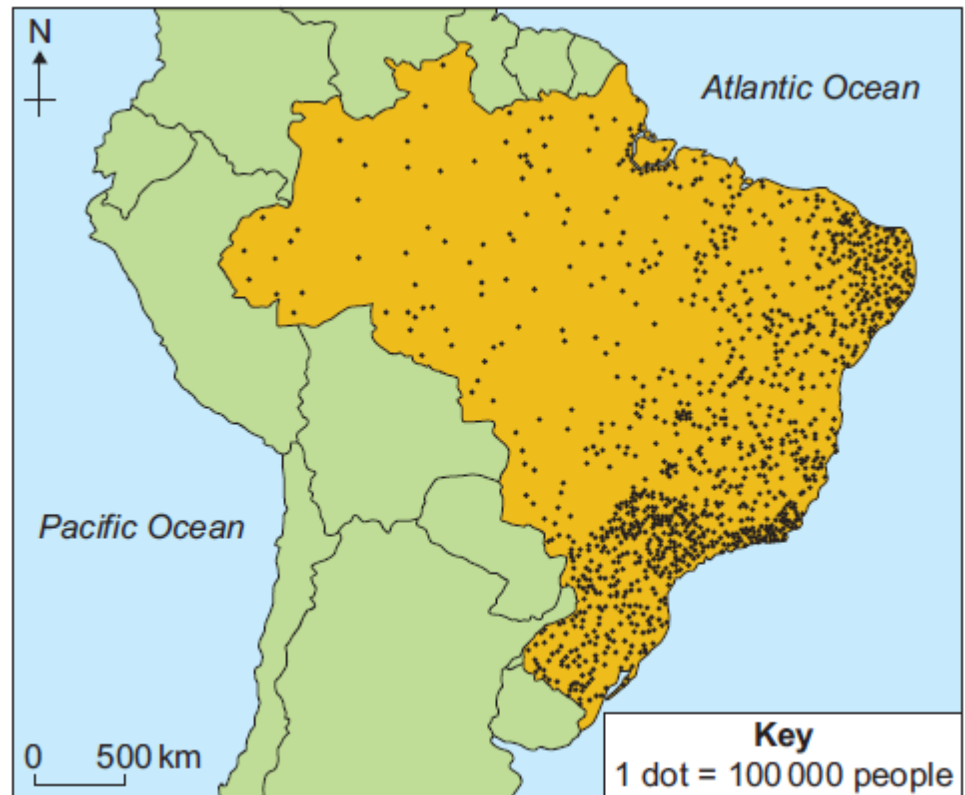 N
Atlantic Ocean
Pacific Ocean
0 500 km
Key
1 dot = 100 000 people